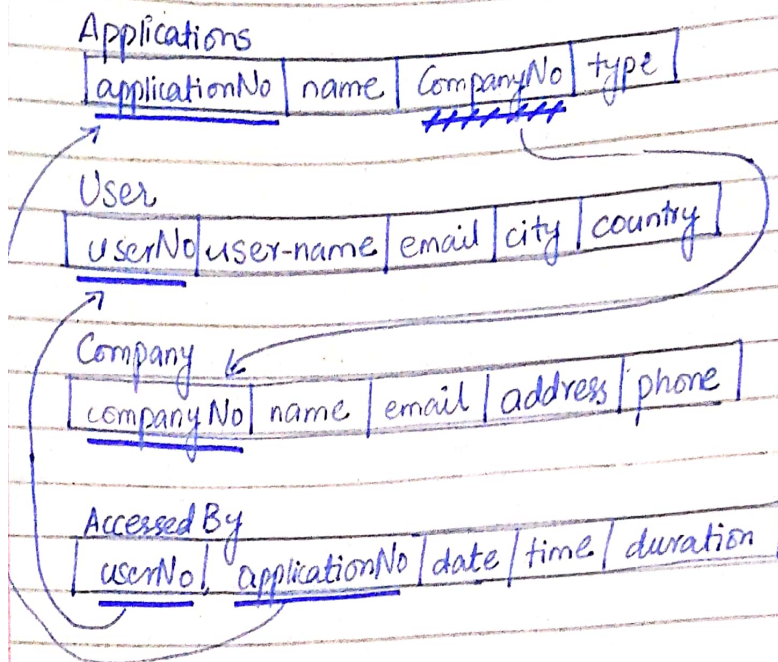 Applications
applicationNo name CompanyNo type
User
userNo user-name email city country
Company
companyNo name email address phone
Accessed By
userNo applicationNo date time duration